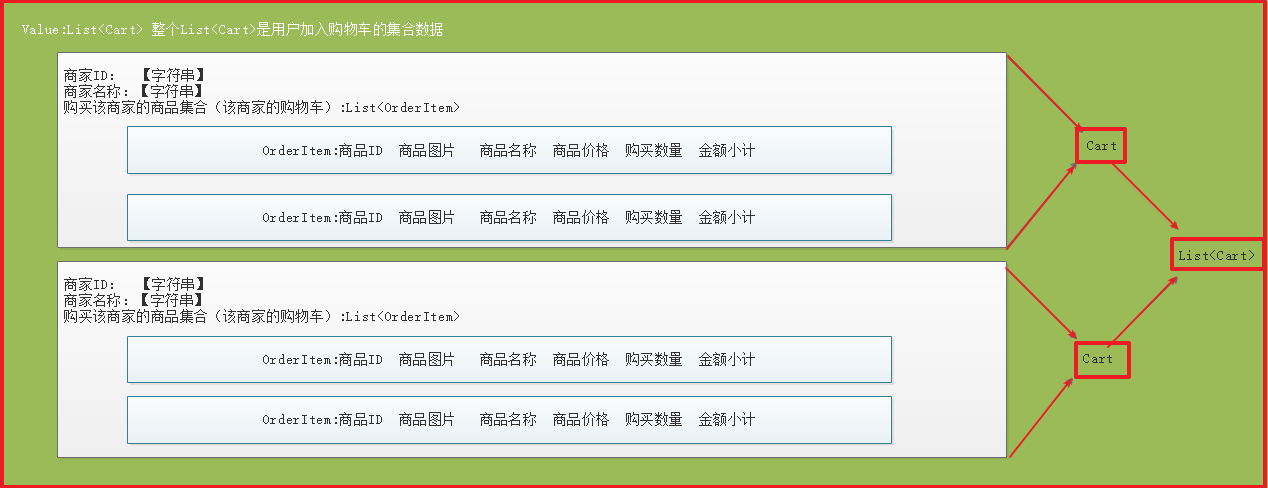 Value:List<Cart> 整个List<Cart>是用户加入购物车的集合数据
商家ID： 【字符串】
商家名称：【字符串】
购买该商家的商品集合（该商家的购物车）:List<OrderItem>
OrderItem:商品ID 商品图片 商品名称 商品价格 购买数量 金额小计
Cart
OrderItem:商品ID 商品图片 商品名称 商品价格 购买数量 金额小计
List<Cart>
商家ID： 【字符串】
商家名称：【字符串】
购买该商家的商品集合（该商家的购物车）:List<OrderItem>
OrderItem:商品ID 商品图片 商品名称 商品价格 购买数量 金额小计
Cart
OrderItem:商品ID 商品图片 商品名称 商品价格 购买数量 金额小计